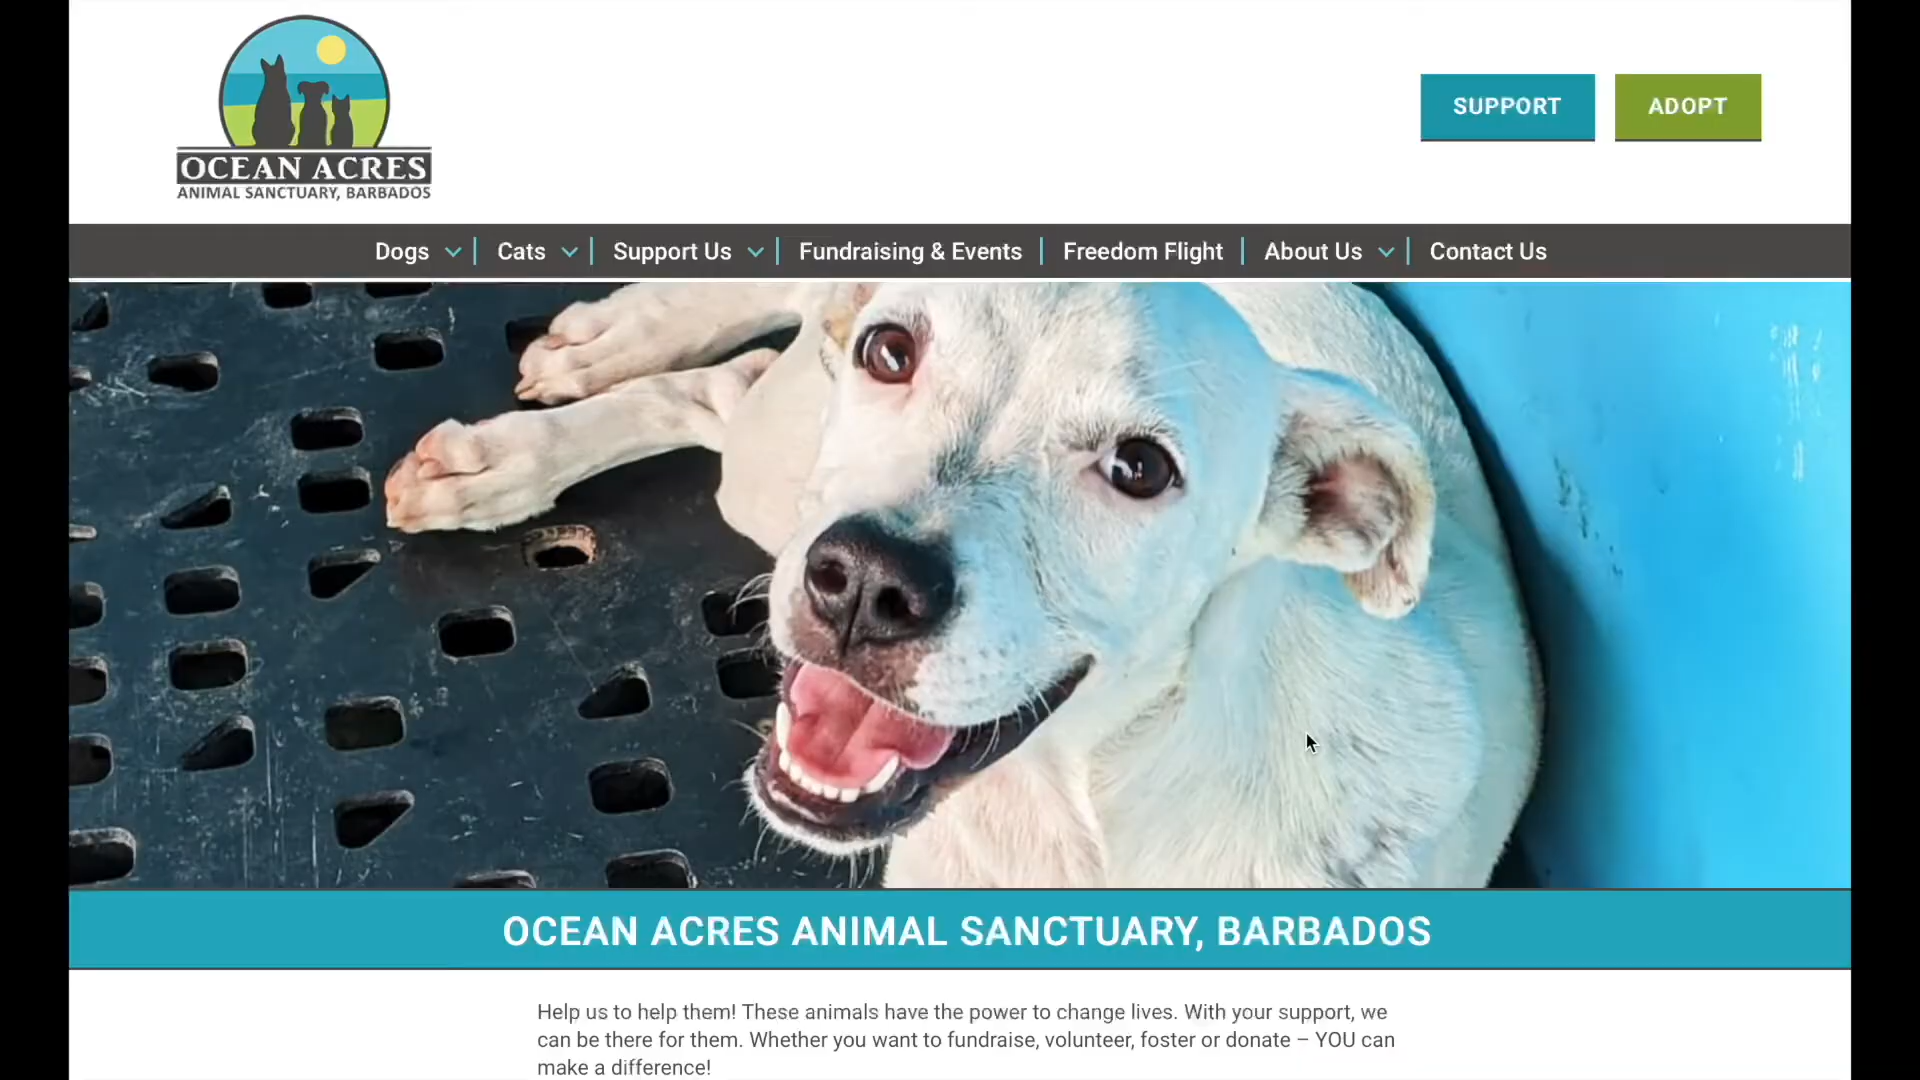 OCEAN ACRES
ANIMAL SANCTUARY, BARBADOS
SUPPORT
ADOPT
Dogs Cats Support Us Fundraising & Events Freedom Flight About Us Contact Us
OCEAN ACRES ANIMAL SANCTUARY, BARBADOS
Help us to help them! These animals have the power to change lives. With your support, we
can be there for them. Whether you want to fundraise, volunteer, foster or donate – YOU can
make a difference!